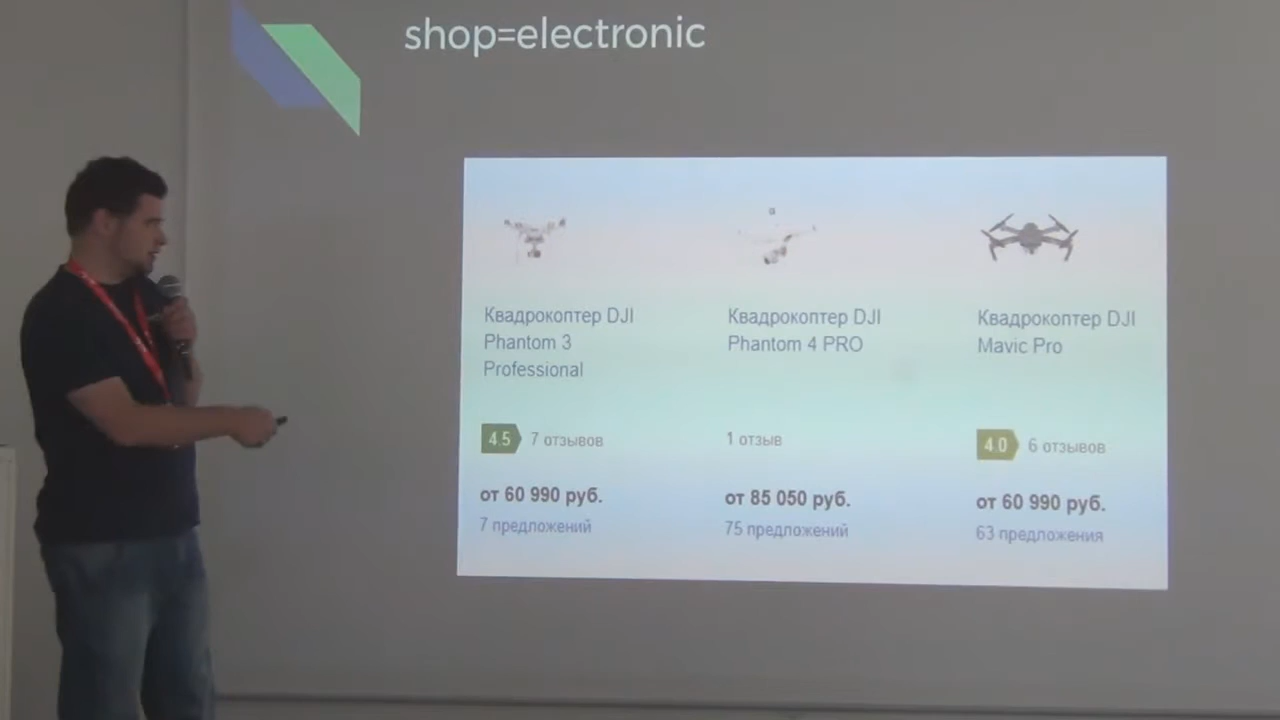 shop=electronic
Квадрокоптер DJI
Phantom 3
Professional
4.5 7 отзывов
от 60 990 руб.
7 предложений
Квадрокоптер DJI
Phantom 4 PRO
1 отзыв
от 85 050 руб.
75 предложений
Квадрокоптер DJI
Mavic Pro
4.0 6 отзывов
от 60 990 руб.
63 предложения